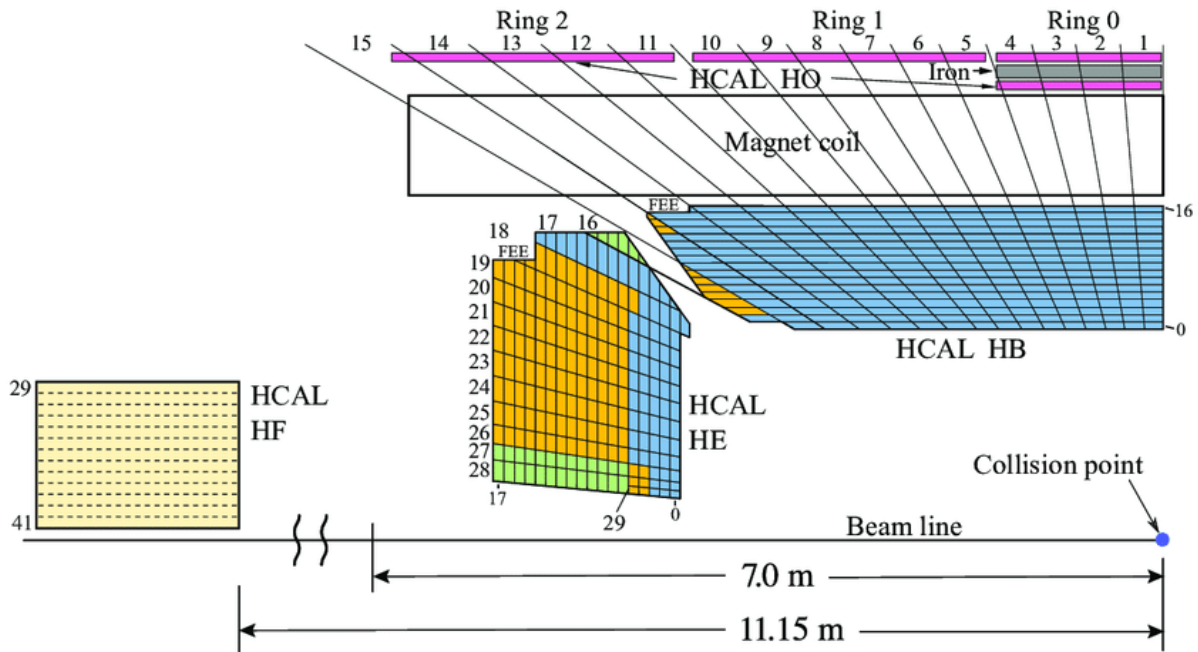 Ring 2 Ring 1 Ring 0
15 14 13 12 11 10 9 8 7 6 5 4 3 2 1
HCAL HO
Iron
Magnet coil
FEE
16
0
HCAL HB
18 17 16
FEE
19
20
21
22
23
24
25
26
27
28
17
29
0
HCAL
HE
29
41
HCAL
HF
Collision point
Beam line
7.0 m
11.15 m